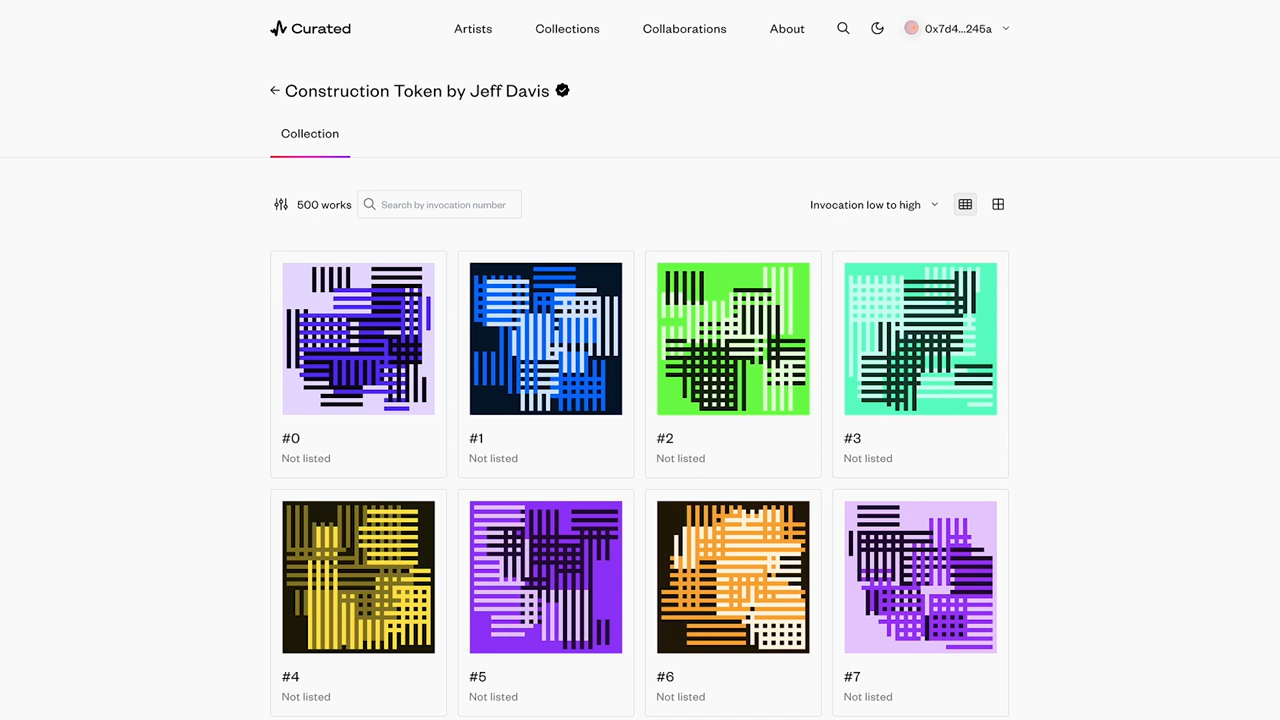 Curated
Artists
Collections
Collaborations
About
0x7d4...245a
Construction Token by Jeff Davis
Collection
500 works
Search by invocation number
Invocation low to high
#0
Not listed
#1
Not listed
#2
Not listed
#3
Not listed
#4
Not listed
#5
Not listed
#6
Not listed
#7
Not listed